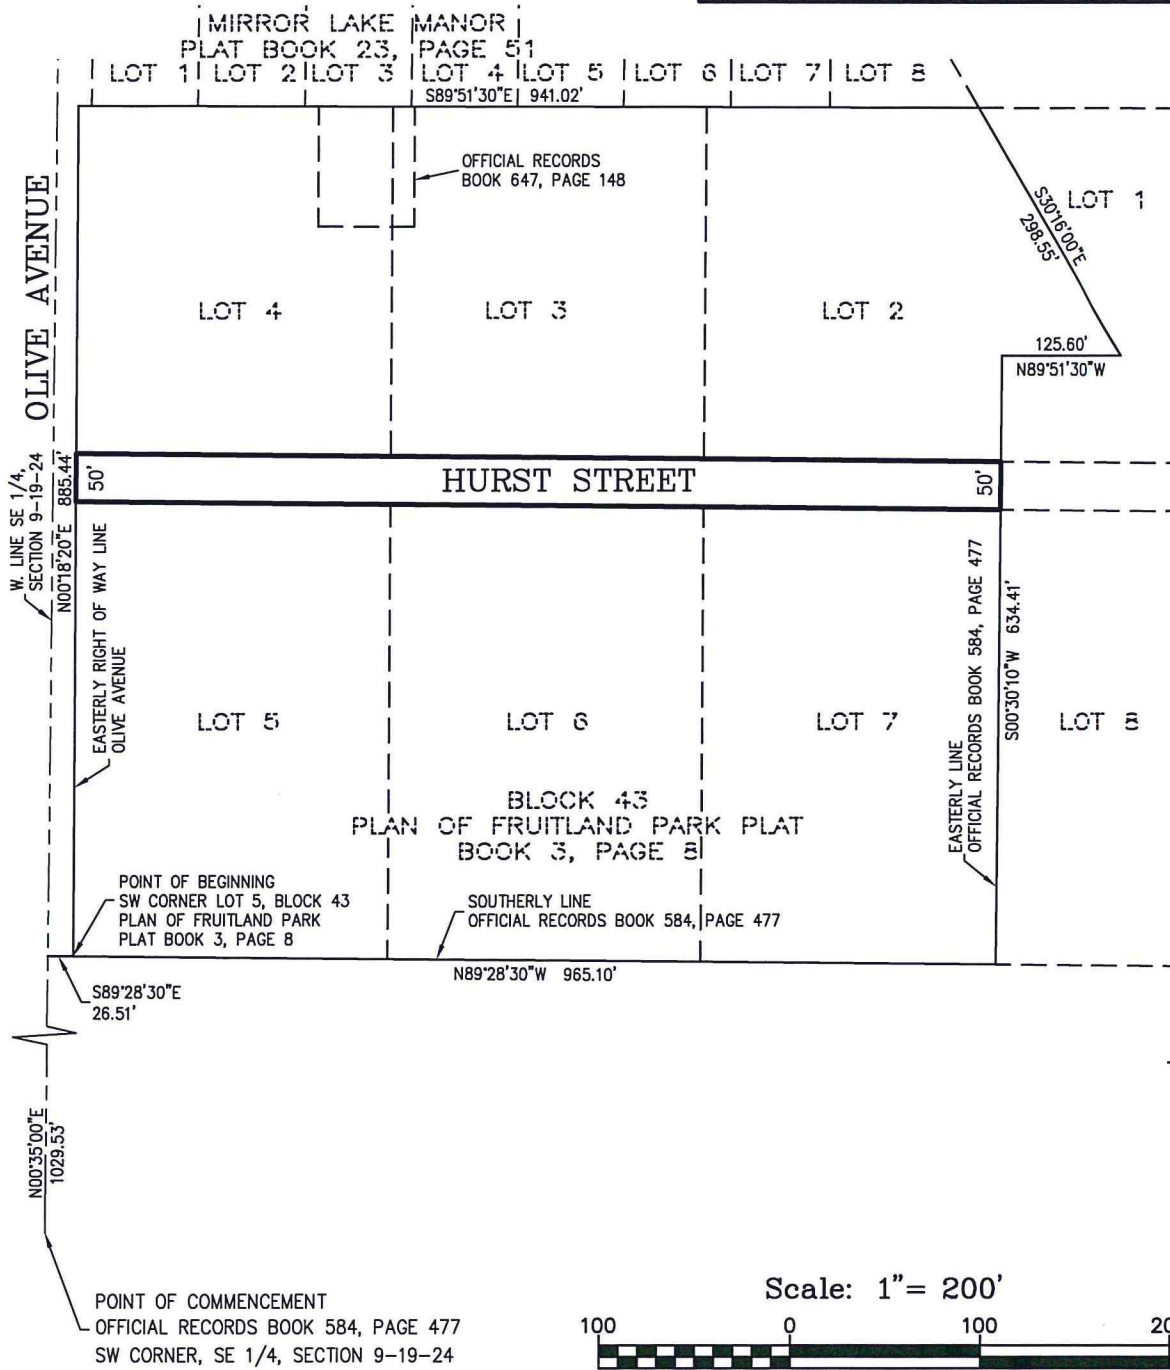 MIRROR LAKE MANOR
PLAT BOOK 23, PAGE 51
LOT 1 LOT 2 LOT 3 LOT 4 LOT 5 LOT 6 LOT 7 LOT 8
S89°51'30"E 941.02'
OFFICIAL RECORDS
BOOK 647, PAGE 148
LOT 1
S30°16'00"E
298.55'
OLIVE AVENUE
LOT 4
LOT 3
LOT 2
125.60'
N89°51'30"W
W. LINE SE 1/4,
SECTION 9-19-24
N00°18'20"E 885.44'
50'
HURST STREET
50'
EASTERLY RIGHT OF WAY LINE
OLIVE AVENUE
EASTERLY LINE
OFFICIAL RECORDS BOOK 584, PAGE 477
S00°30'10"W 634.41'
LOT 5
LOT 6
LOT 7
LOT 8
BLOCK 43
PLAN OF FRUITLAND PARK PLAT
BOOK 3, PAGE 8
POINT OF BEGINNING
SW CORNER LOT 5, BLOCK 43
PLAN OF FRUITLAND PARK
PLAT BOOK 3, PAGE 8
SOUTHERLY LINE
OFFICIAL RECORDS BOOK 584, PAGE 477
N89°28'30"W 965.10'
S89°28'30"E
26.51'
N00°35'00"E
1029.53'
POINT OF COMMENCEMENT
OFFICIAL RECORDS BOOK 584, PAGE 477
SW CORNER, SE 1/4, SECTION 9-19-24
Scale: 1"= 200'
100 0 100